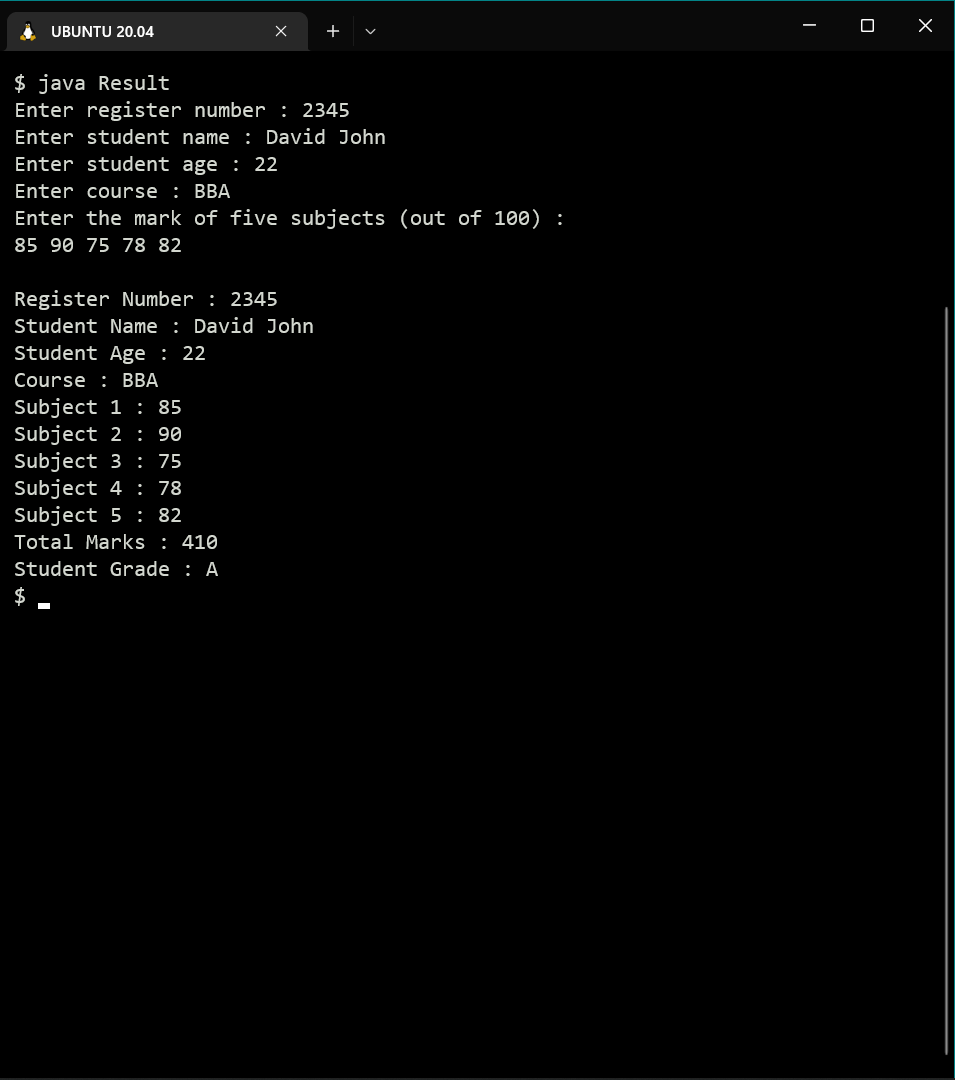 UBUNTU 20.04
$ java Result
Enter register number : 2345
Enter student name : David John
Enter student age : 22
Enter course : BBA
Enter the mark of five subjects (out of 100) :
85 90 75 78 82
Register Number : 2345
Student Name : David John
Student Age : 22
Course : BBA
Subject 1 : 85
Subject 2 : 90
Subject 3 : 75
Subject 4 : 78
Subject 5 : 82
Total Marks : 410
Student Grade : A
$